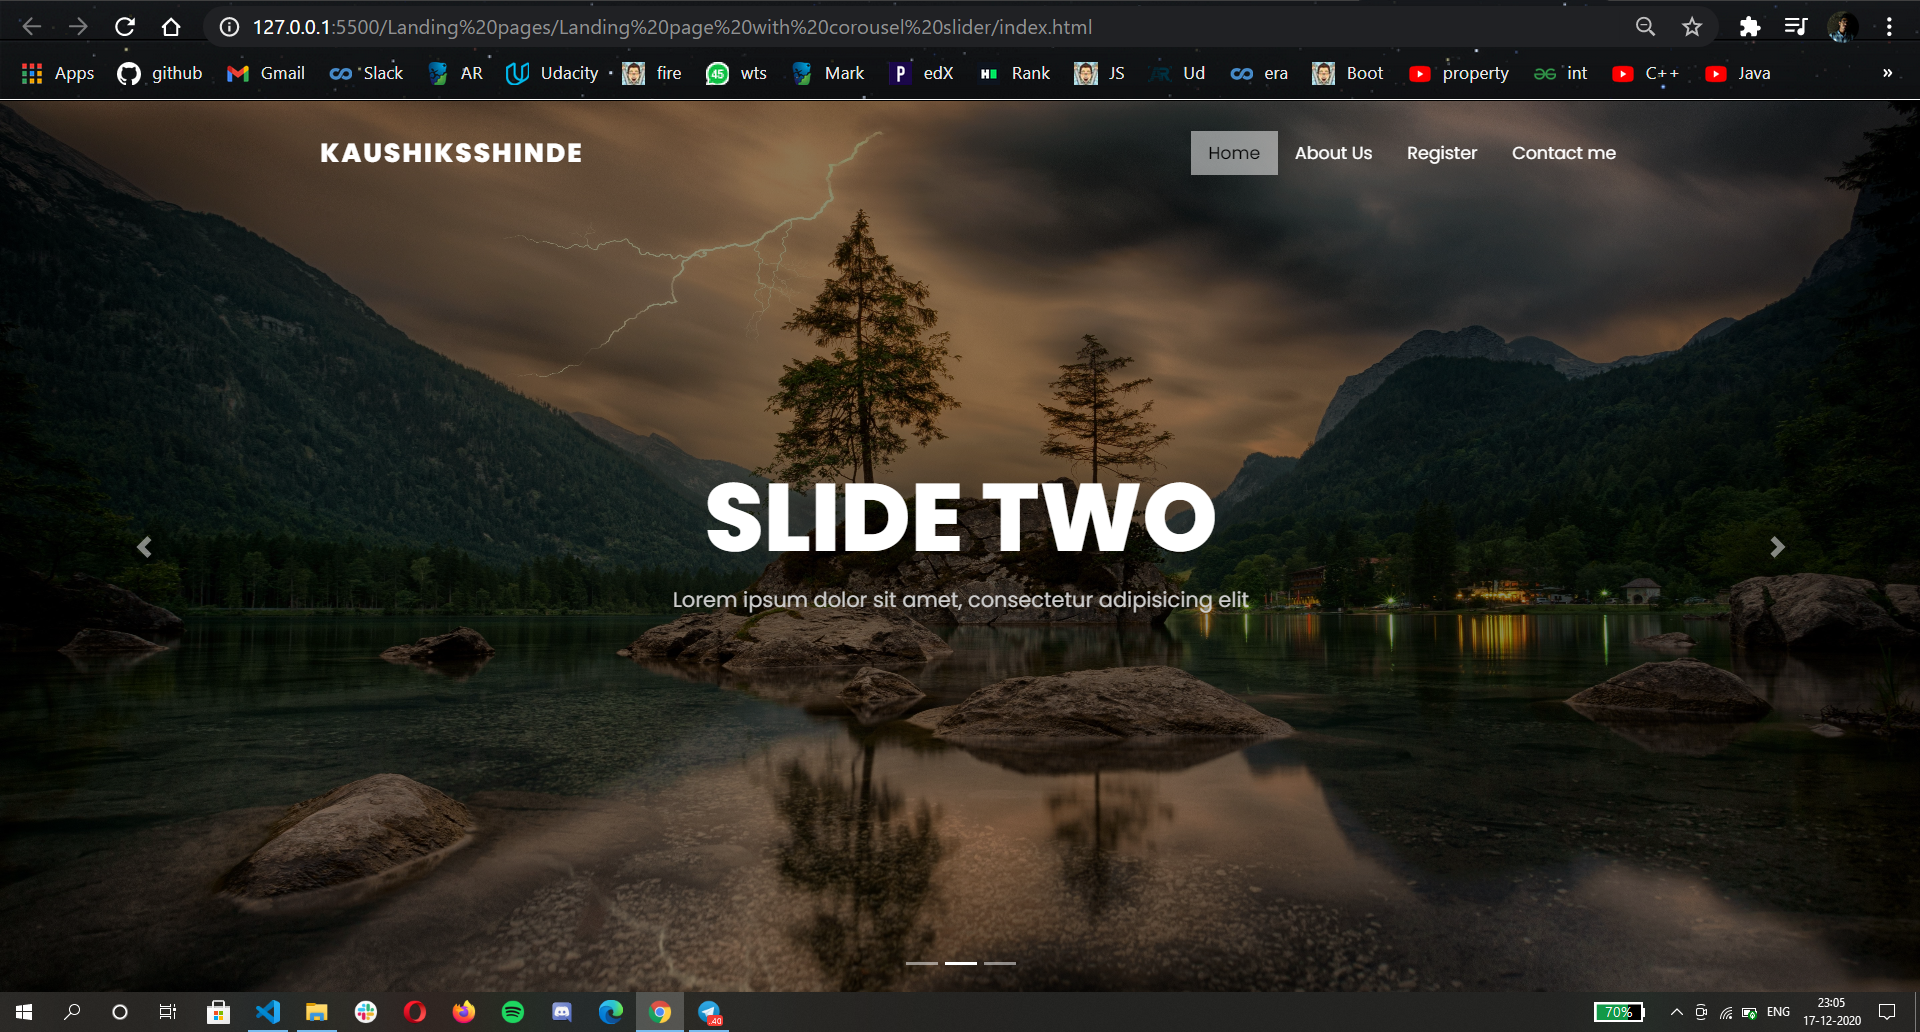 127.0.0.1:5500/Landing%20pages/Landing%20page%20with%20corousel%20slider/index.html
Apps github Gmail Slack AR Udacity fire 45 wts Mark edX Rank JS Ud era Boot property int C++ Java »
KAUSHIKSSHINDE Home About Us Register Contact me
SLIDE TWO
Lorem ipsum dolor sit amet, consectetur adipisicing elit
70% ENG 23:05
17-12-2020